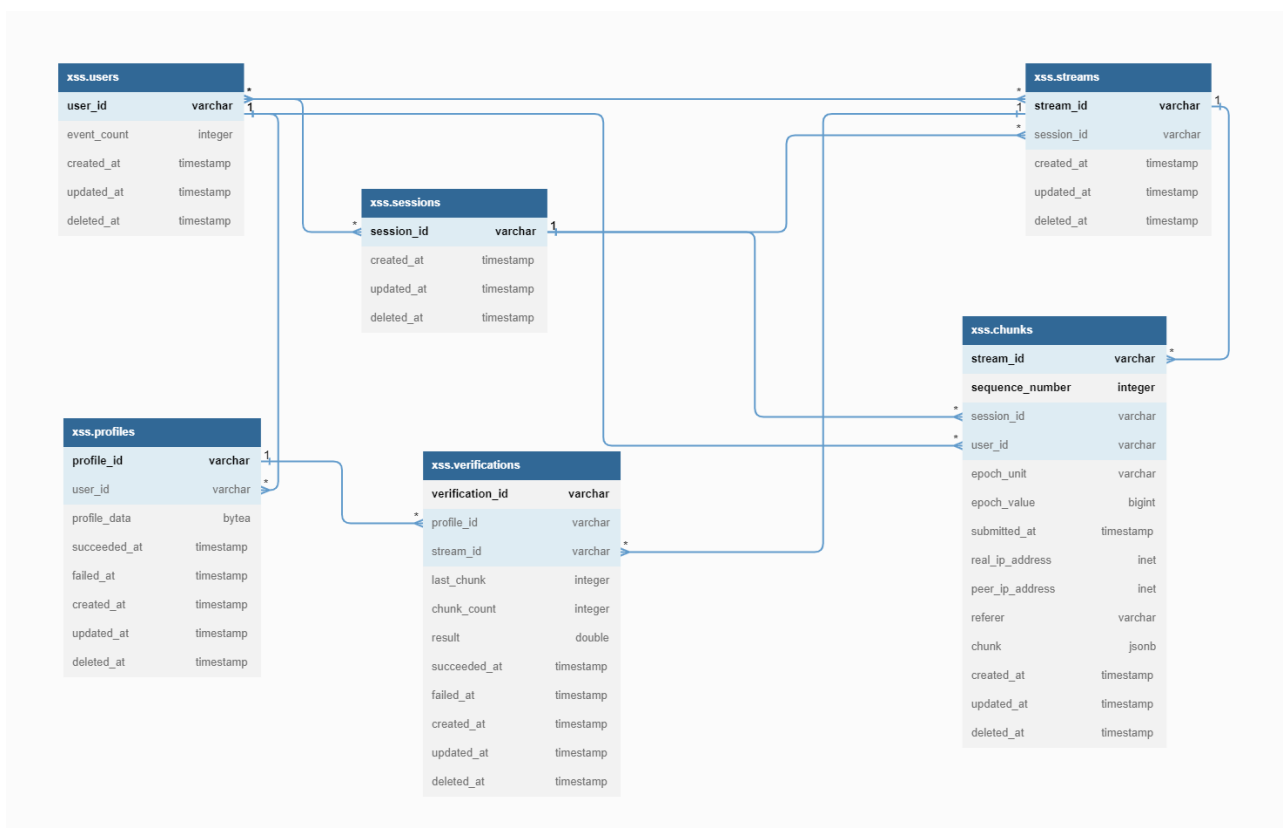 xss.users
user_id varchar
event_count integer
created_at timestamp
updated_at timestamp
deleted_at timestamp
* 1
xss.sessions
* session_id varchar 1
created_at timestamp
updated_at timestamp
deleted_at timestamp
xss.streams
* stream_id varchar 1
1
* session_id varchar
created_at timestamp
updated_at timestamp
deleted_at timestamp
xss.chunks
stream_id varchar *
sequence_number integer
* session_id varchar
* user_id varchar
epoch_unit varchar
epoch_value bigint
submitted_at timestamp
real_ip_address inet
peer_ip_address inet
referer varchar
chunk jsonb
created_at timestamp
updated_at timestamp
deleted_at timestamp
xss.profiles
profile_id varchar 1
user_id varchar *
profile_data bytea
succeeded_at timestamp
failed_at timestamp
created_at timestamp
updated_at timestamp
deleted_at timestamp
xss.verifications
verification_id varchar
* profile_id varchar
stream_id varchar *
last_chunk integer
chunk_count integer
result double
succeeded_at timestamp
failed_at timestamp
created_at timestamp
updated_at timestamp
deleted_at timestamp